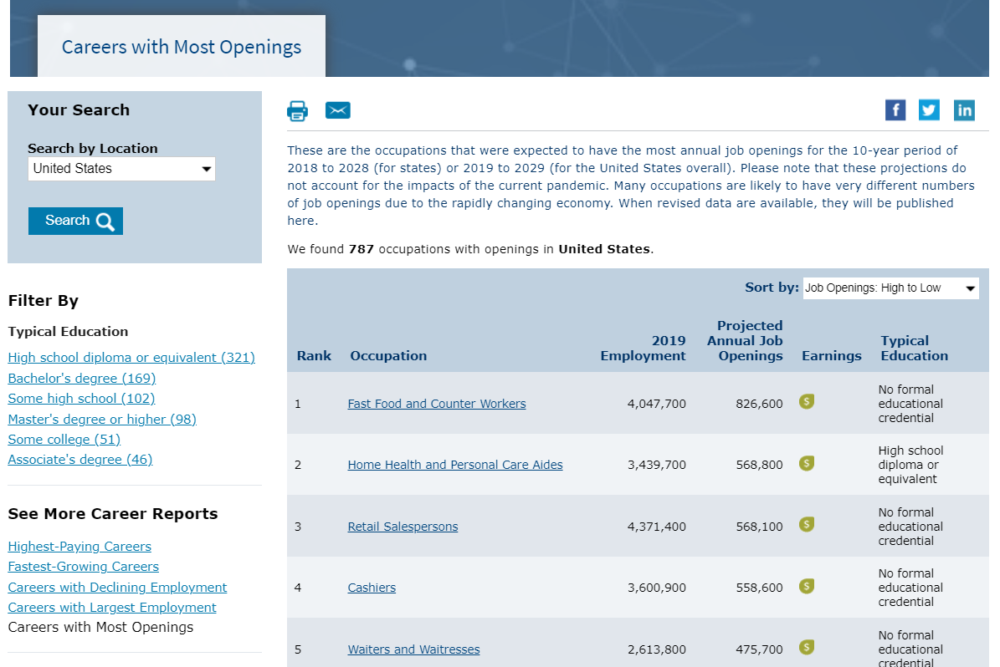 Careers with Most Openings
Your Search
Search by Location
United States
Search
Filter By
Typical Education
High school diploma or equivalent (321)
Bachelor's degree (169)
Some high school (102)
Master's degree or higher (98)
Some college (51)
Associate's degree (46)
See More Career Reports
Highest-Paying Careers
Fastest-Growing Careers
Careers with Declining Employment
Careers with Largest Employment
Careers with Most Openings
f
in
These are the occupations that were expected to have the most annual job openings for the 10-year period of
2018 to 2028 (for states) or 2019 to 2029 (for the United States overall). Please note that these projections do
not account for the impacts of the current pandemic. Many occupations are likely to have very different numbers
of job openings due to the rapidly changing economy. When revised data are available, they will be published
here.
We found 787 occupations with openings in United States.
Sort by: Job Openings: High to Low
Rank
Occupation
2019
Employment
Projected
Annual Job
Openings
Earnings
Typical
Education
1
Fast Food and Counter Workers
4,047,700
826,600
$
No formal
educational
credential
2
Home Health and Personal Care Aides
3,439,700
568,800
$
High school
diploma or
equivalent
3
Retail Salespersons
4,371,400
568,100
$
No formal
educational
credential
4
Cashiers
3,600,900
558,600
$
No formal
educational
credential
5
Waiters and Waitresses
2,613,800
475,700
$
No formal
educational
credential